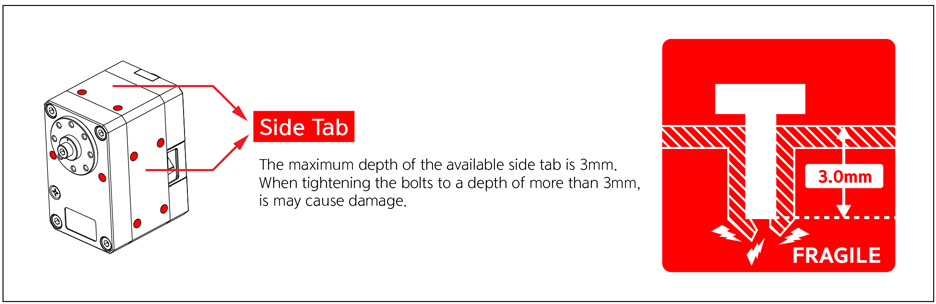 Side Tab
The maximum depth of the available side tab is 3mm.
When tightening the bolts to a depth of more than 3mm,
is may cause damage.
3.0mm
FRAGILE